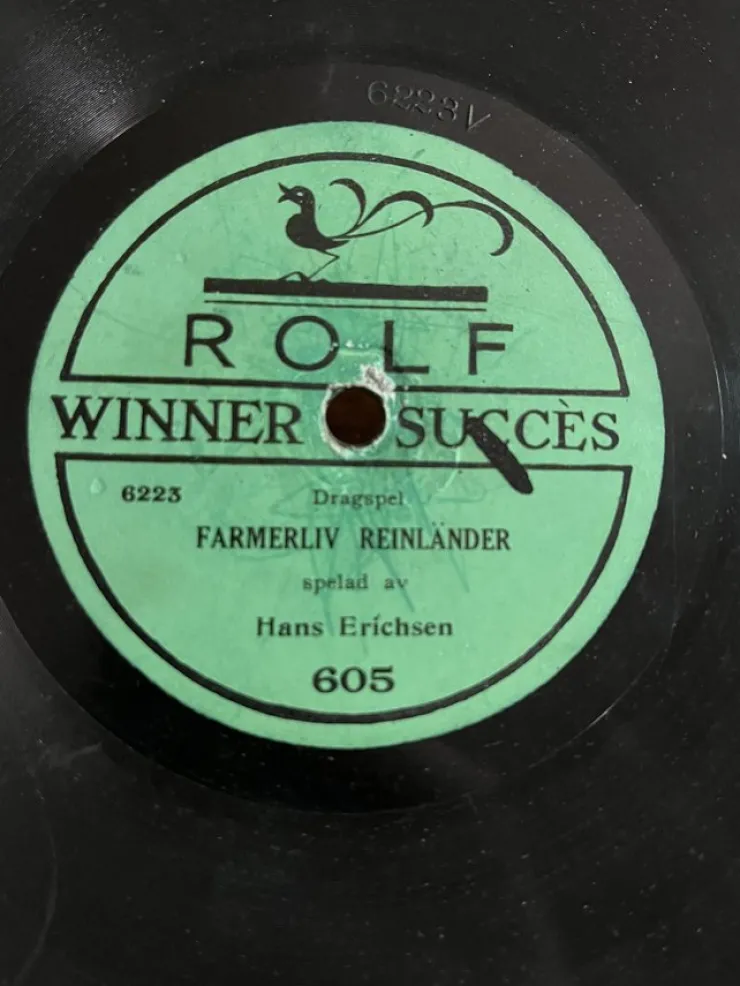 6223V
ROLF
WINNER SUCCÈS
6223 Dragspel
FARMERLIV REINLÄNDER
spelad av
Hans Erichsen
605